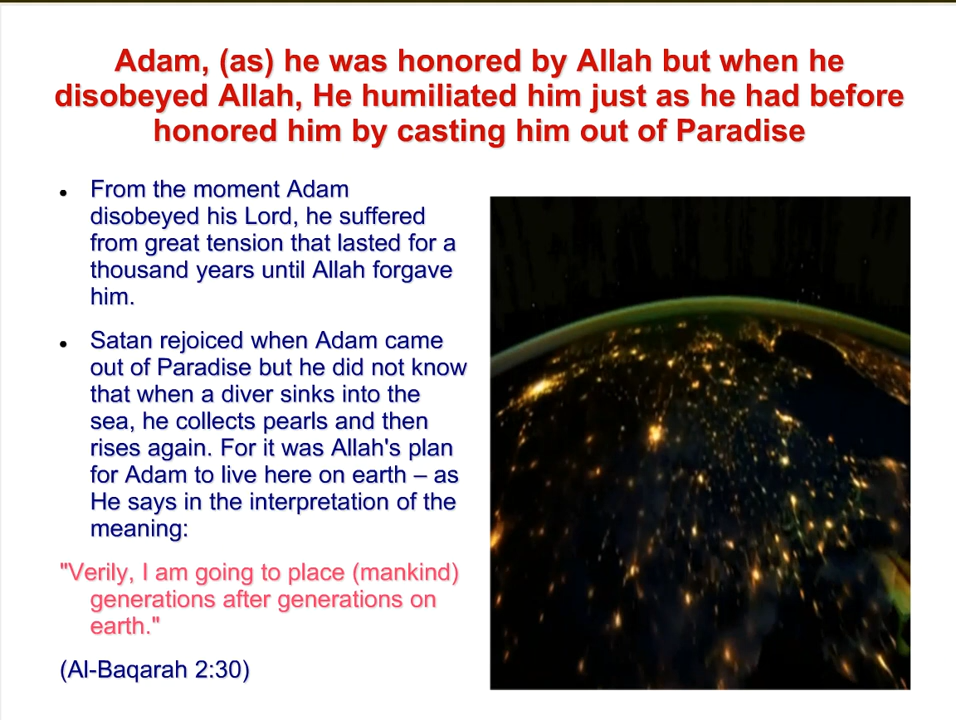 Adam, (as) he was honored by Allah but when he
disobeyed Allah, He humiliated him just as he had before
honored him by casting him out of Paradise
● From the moment Adam
disobeyed his Lord, he suffered
from great tension that lasted for a
thousand years until Allah forgave
him.
● Satan rejoiced when Adam came
out of Paradise but he did not know
that when a diver sinks into the
sea, he collects pearls and then
rises again. For it was Allah's plan
for Adam to live here on earth – as
He says in the interpretation of the
meaning:
"Verily, I am going to place (mankind)
generations after generations on
earth."
(Al-Baqarah 2:30)